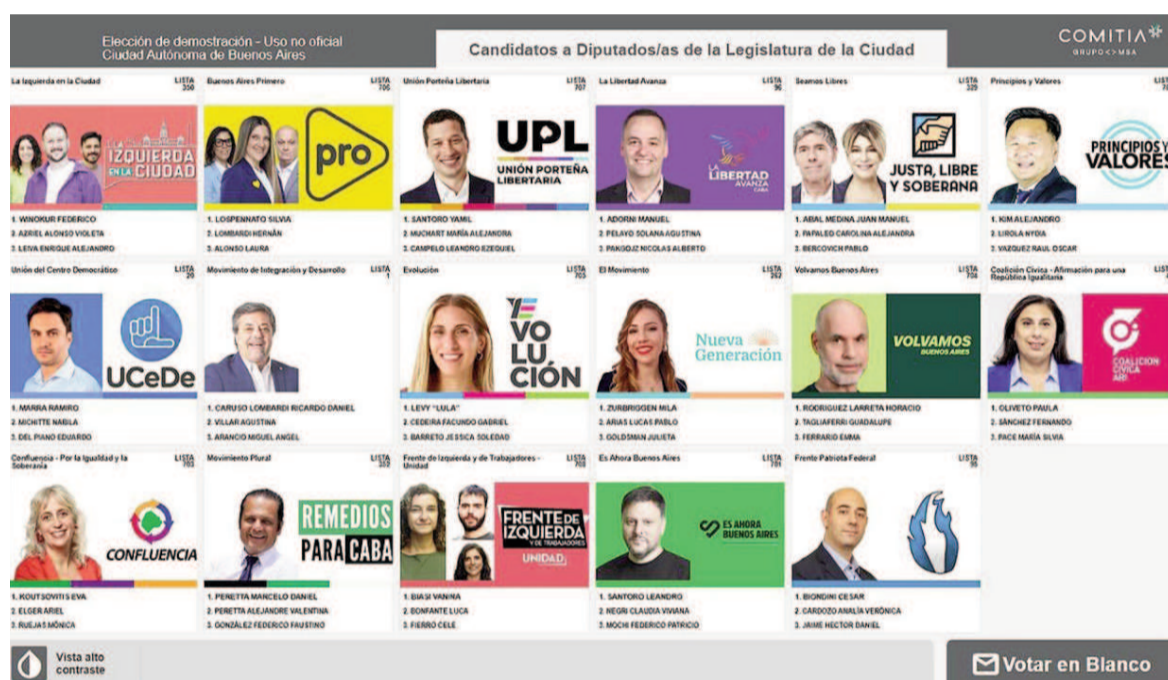 Elección de demostración - Uso no oficial
Ciudad Autónoma de Buenos Aires
Candidatos a Diputados/as de la Legislatura de la Ciudad
COMITIA
GRUPO<>MSA
La Izquierda en la Ciudad LISTA 350
Buenos Aires Primero LISTA
Unión Porteña Libertaria LISTA 707
La Libertad Avanza LISTA 96
Seamos Libres LISTA 329
Principios y Valores
LA IZQUIERDA EN LA CIUDAD
pro
UPL
UNIÓN PORTEÑA
LIBERTARIA
LA LIBERTAD AVANZA
JUSTA, LIBRE
Y SOBERANA
PRINCIPIOS Y
VALORES
1. WINOKUR FEDERICO
2. AZRIEL ALONSO VIOLETA
3. LEIVA ENRIQUE ALEJANDRO
1. LOSPENNATO SILVIA
2. LOMBARDI HERNÁN
3. ALONSO LAURA
1. SANTORO YAMIL
2. MUCHART MARÍA ALEJANDRA
3. CAMPELO LEANDRO EZEQUIEL
1. ADORNI MANUEL
2. PELAYO SOLANA AGUSTINA
3. NICOLAS ALBERTO
1. ABAL MEDINA JUAN MANUEL
2. PAPALEO CAROLINA ALEJANDRA
3. BERCOVICH PABLO
1. KIM ALEJANDRO
2. LIROLA NYDIA
3. VAZQUEZ RAUL OSCAR
Unión del Centro Democrático LISTA
Movimiento de Integración y Desarrollo LISTA 1
Evolución LISTA
El Movimiento LISTA
Volvamos Buenos Aires LISTA
Coalición Cívica - Afirmación para una
República Igualitaria
UCeDe
YE
VO
LU
CIÓN
Nueva
Generación
VOLVAMOS
BUENOS AIRES
COALICION
CIVICA
ARI
1. MARRA RAMIRO
2. MICHITTE NABILA
3. DEL PIANO EDUARDO
1. CARUSO LOMBARDI RICARDO DANIEL
2. VILLAR AGUSTINA
3. ARANCIO MIGUEL ANGEL
1. LEVY "LULA"
2. CEDEIRA FACUNDO GABRIEL
3. BARRETO JESSICA SOLEDAD
1. ZURBRIGGEN MILA
2. ARIAS LUCAS PABLO
3. GOLDSMAN JULIETA
1. RODRIGUEZ LARRETA HORACIO
2. TAGLIAFERRI GUADALUPE
3. FERRARIO EMMA
1. OLIVETO PAULA
2. SÁNCHEZ FERNANDO
3. PACE MARÍA SILVIA
Confluencia - Por la Igualdad y la
Soberanía LISTA
Movimiento Plural LISTA
Frente de Izquierda y de Trabajadores -
Unidad LISTA
Es Ahora Buenos Aires LISTA
Frente Patriota Federal LISTA
CONFLUENCIA
REMEDIOS
PARA CABA
FRENTE DE
IZQUIERDA
Y DE TRABAJADORES
UNIDAD
ES AHORA
BUENOS AIRES
1. KOUTSOVITIS EVA
2. ELGER ARIEL
3. RUEJAS MÓNICA
1. PERETTA MARCELO DANIEL
2. PERETTA ALEJANDRE VALENTINA
3. GONZÁLEZ FEDERICO FAUSTINO
1. BIASI VANINA
2. BONFANTE LUCA
3. FIERRO CELE
1. SANTORO LEANDRO
2. NEGRI CLAUDIA VIVIANA
3. MOCHI FEDERICO PATRICIO
1. BIONDINI CESAR
2. CARDOZO ANALÍA VERÓNICA
3. JAIME HECTOR DANIEL
Vista alto
contraste
Votar en Blanco